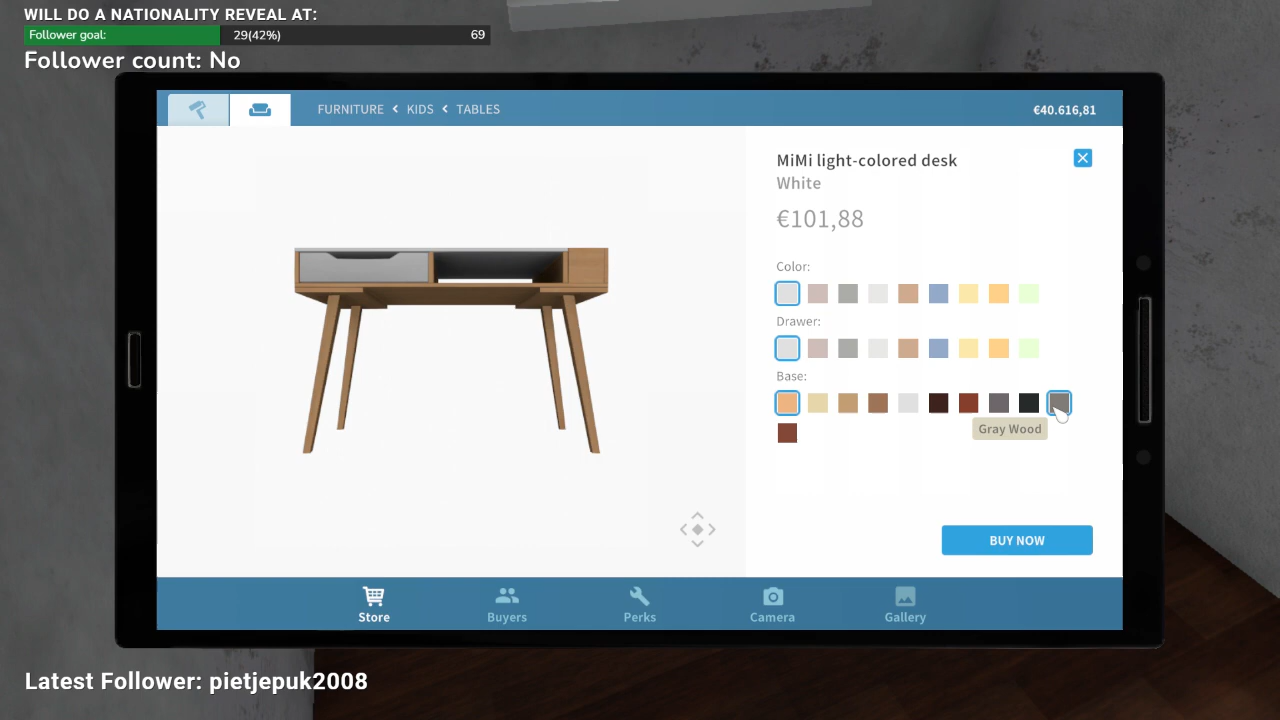 WILL DO A NATIONALITY REVEAL AT:
Follower goal: 29(42%) 69
Follower count: No
FURNITURE < KIDS < TABLES €40.616,81
MiMi light-colored desk
White
€101,88
Color:
Drawer:
Base:
Gray Wood
BUY NOW
Store Buyers Perks Camera Gallery
Latest Follower: pietjepuk2008